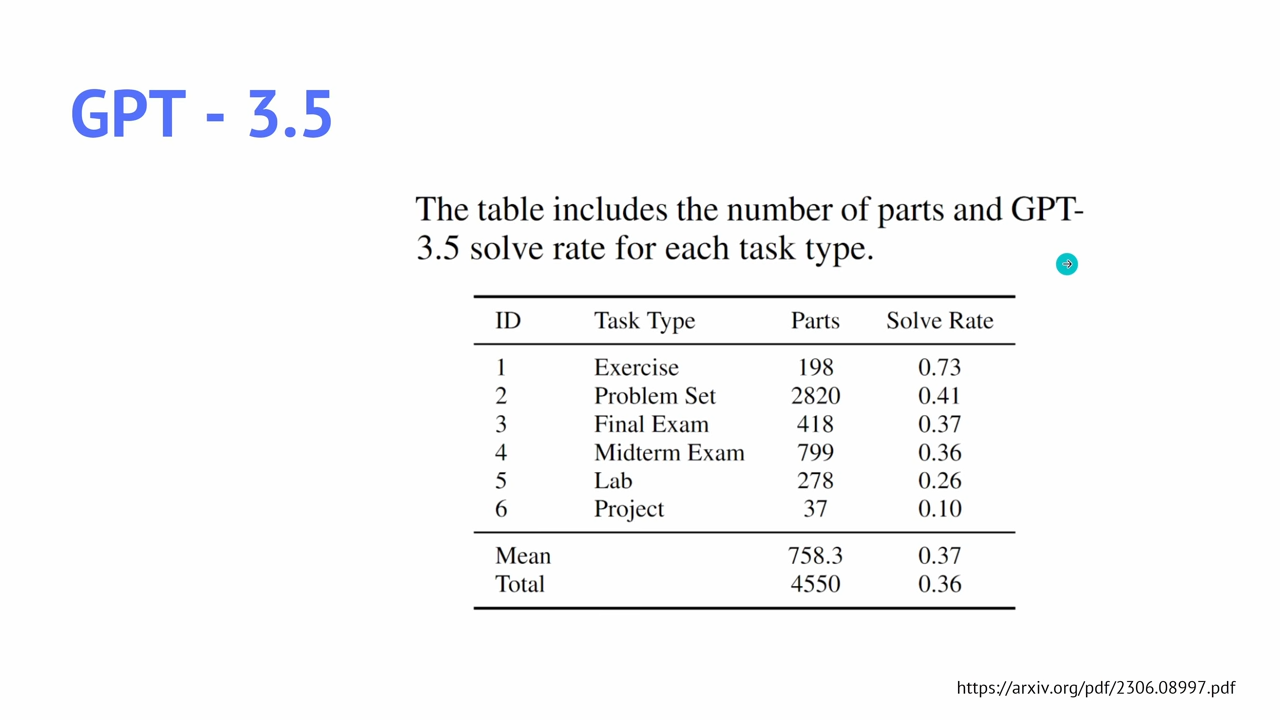 GPT - 3.5
The table includes the number of parts and GPT-
3.5 solve rate for each task type.
ID Task Type Parts Solve Rate
1 Exercise 198 0.73
2 Problem Set 2820 0.41
3 Final Exam 418 0.37
4 Midterm Exam 799 0.36
5 Lab 278 0.26
6 Project 37 0.10
Mean 758.3 0.37
Total 4550 0.36
https://arxiv.org/pdf/2306.08997.pdf